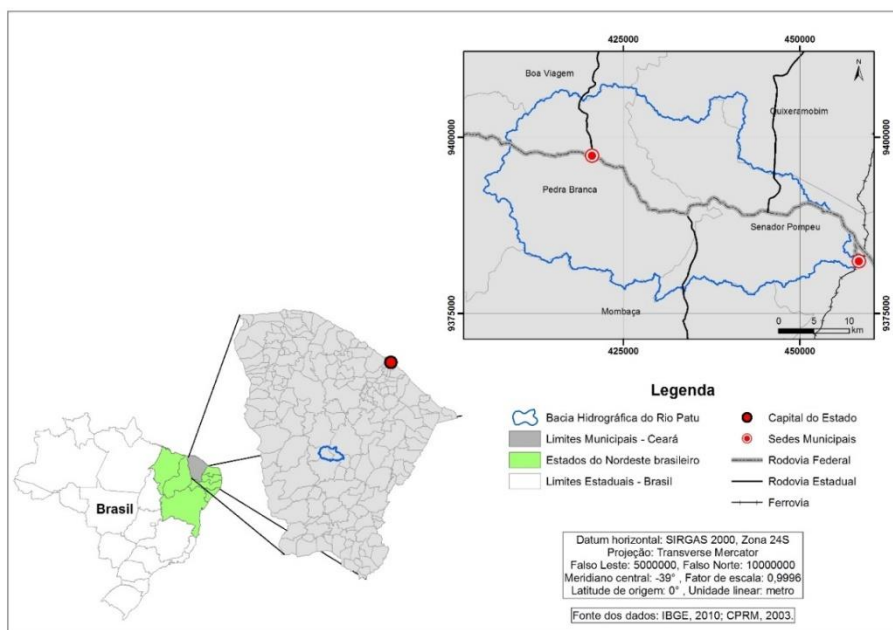 425000
450000
N
Boa Viagem
Quixeramobim
9400000
9400000
Pedra Branca
Senador Pompeu
Mombaça
9375000
9375000
0 5 10
km
425000
450000
Brasil
Legenda
Bacia Hidrográfica do Rio Patu
Limites Municipais - Ceará
Estados do Nordeste brasileiro
Limites Estaduais - Brasil
Capital do Estado
Sedes Municipais
Rodovia Federal
Rodovia Estadual
Ferrovia
Datum horizontal: SIRGAS 2000, Zona 24S
Projeção: Transverse Mercator
Falso Leste: 5000000, Falso Norte: 10000000
Meridiano central: -39° , Fator de escala: 0,9996
Latitude de origem: 0° , Unidade linear: metro
Fonte dos dados: IBGE, 2010; CPRM, 2003.